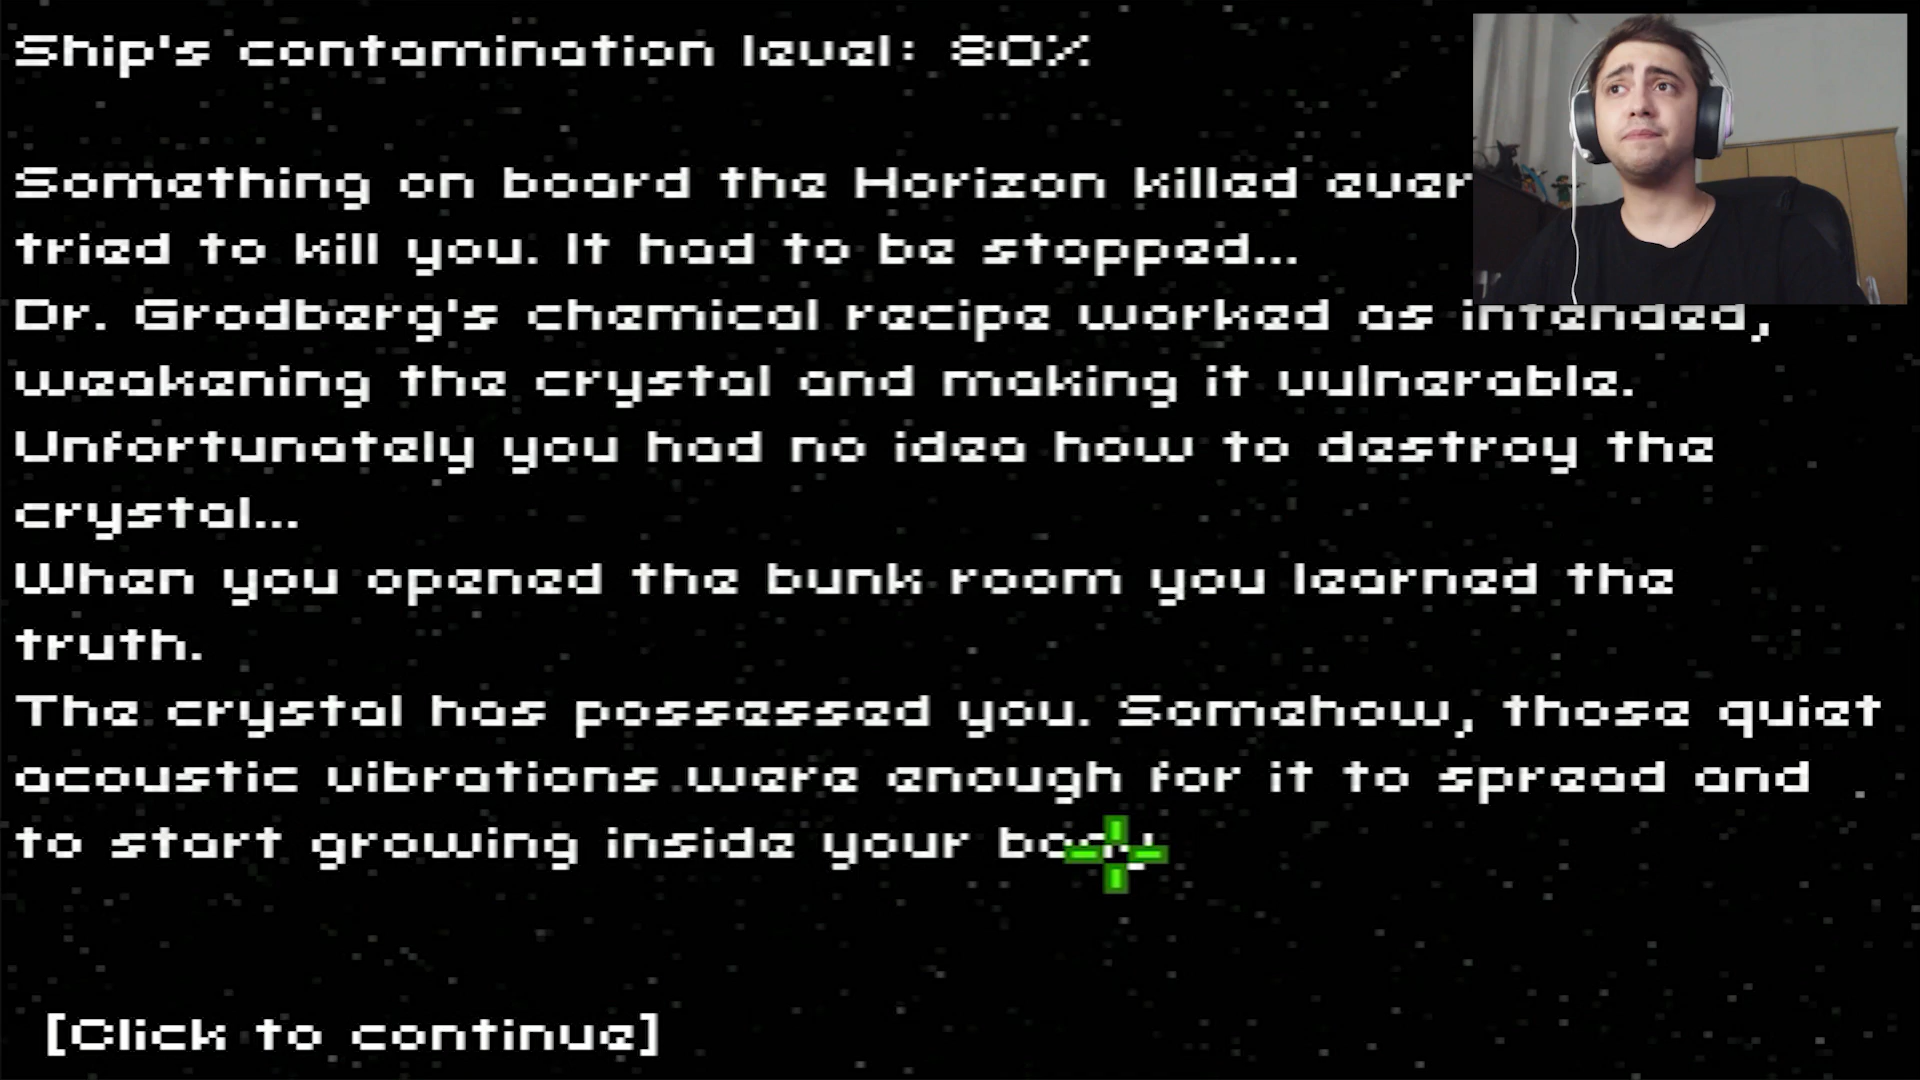 Ship's contamination level: 80%
Something on board the Horizon killed
tried to kill you. It had to be stopped...
Dr. Grodberg's chemical recipe worked as intended,
weakening the crystal and making it vulnerable.
Unfortunately you had no idea how to destroy the
crystal...
When you opened the bunk room you learned the
truth.
The crystal has possessed you. Somehow, those quiet
acoustic vibrations were enough for it to spread and
to start growing inside your
[Click to continue]